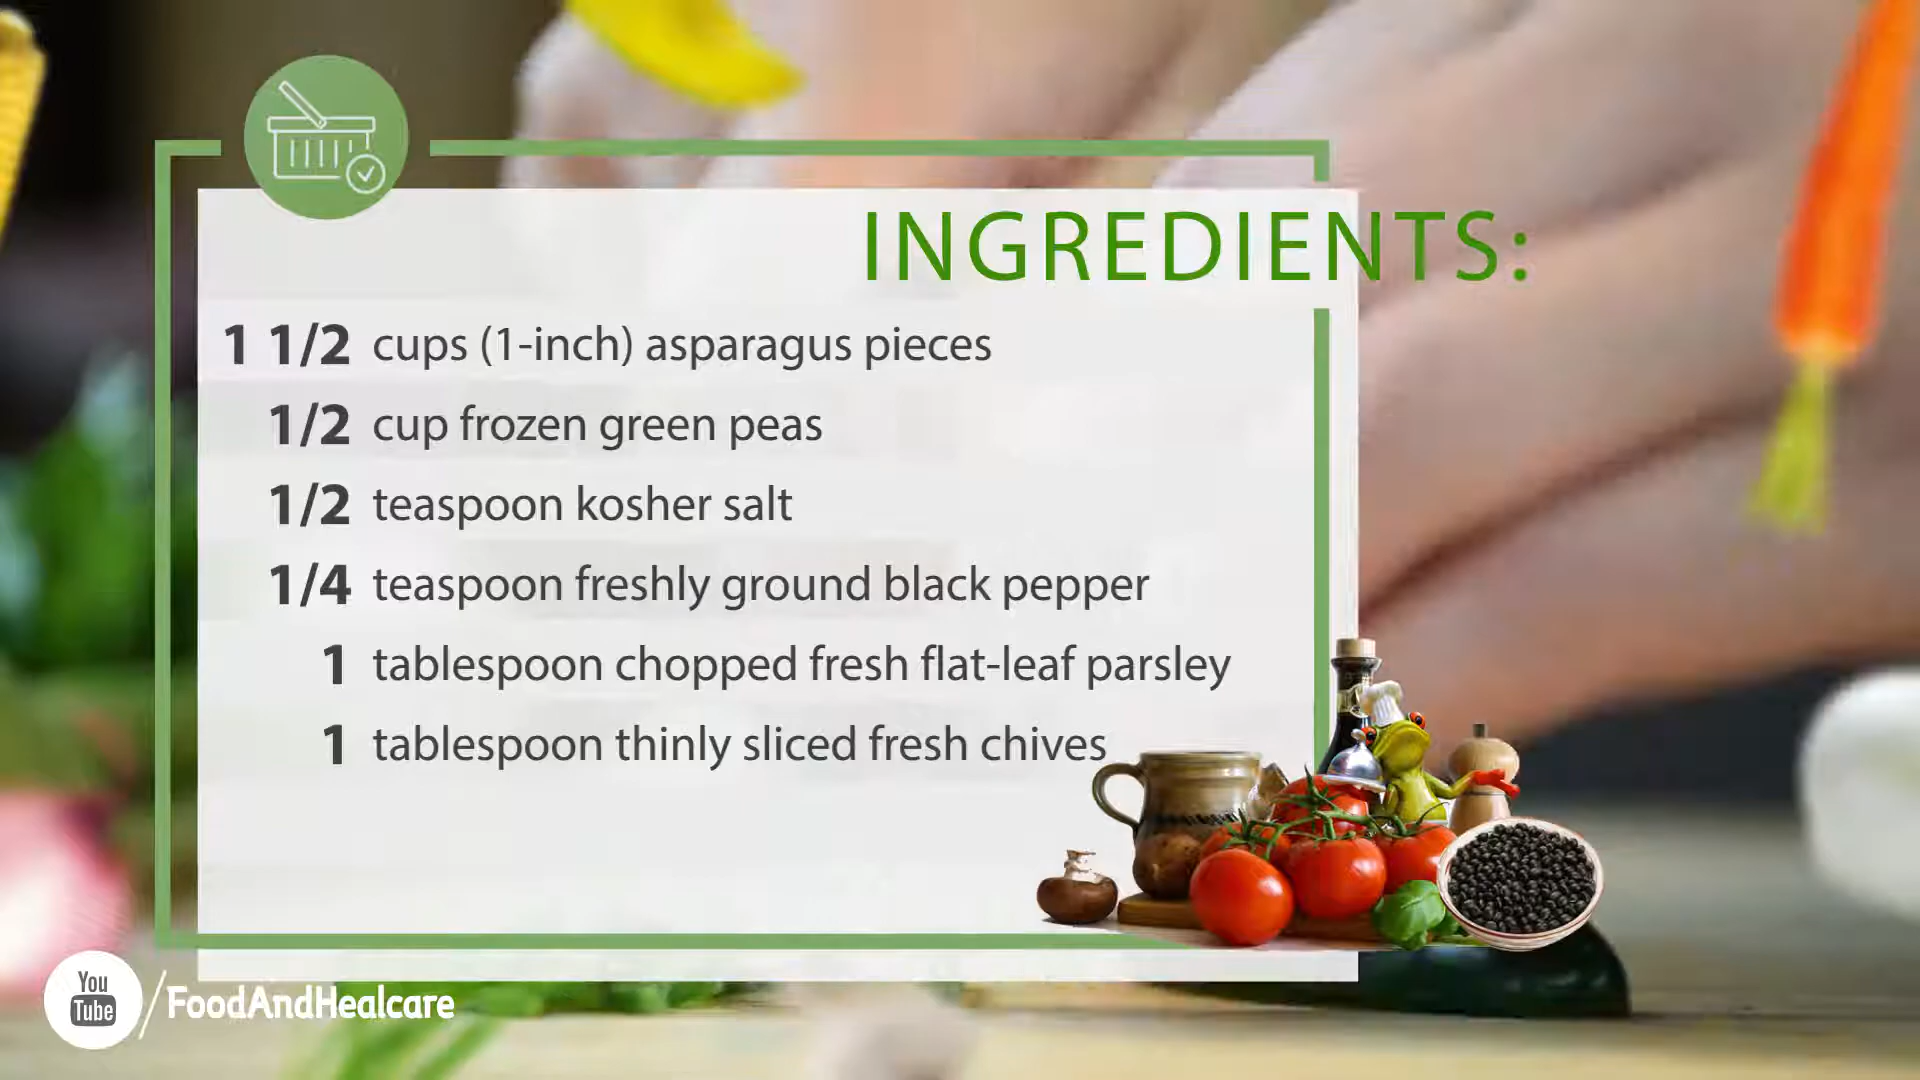 INGREDIENTS:
1 1/2 cups (1-inch) asparagus pieces
1/2 cup frozen green peas
1/2 teaspoon kosher salt
1/4 teaspoon freshly ground black pepper
1 tablespoon chopped fresh flat-leaf parsley
1 tablespoon thinly sliced fresh chives
You
Tube
/FoodAndHealcare